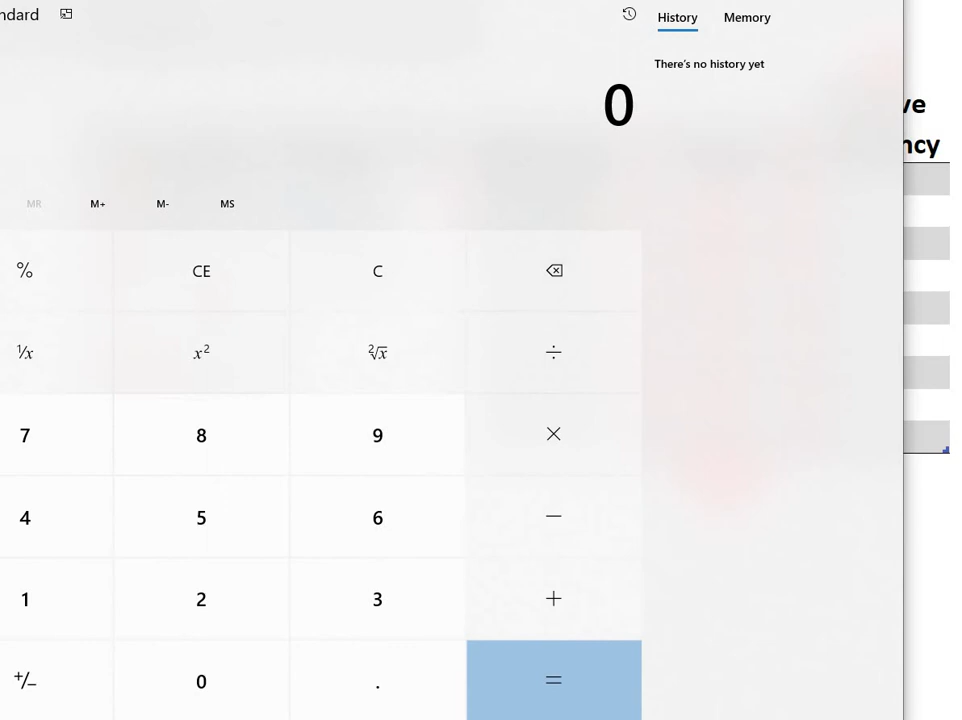 ndard
History Memory
There's no history yet
0
ve
ncy
MR M+ M- MS
% CE C
¹/x x² ²√x ÷
7 8 9 ×
4 5 6 −
1 2 3 +
+/− 0 . =